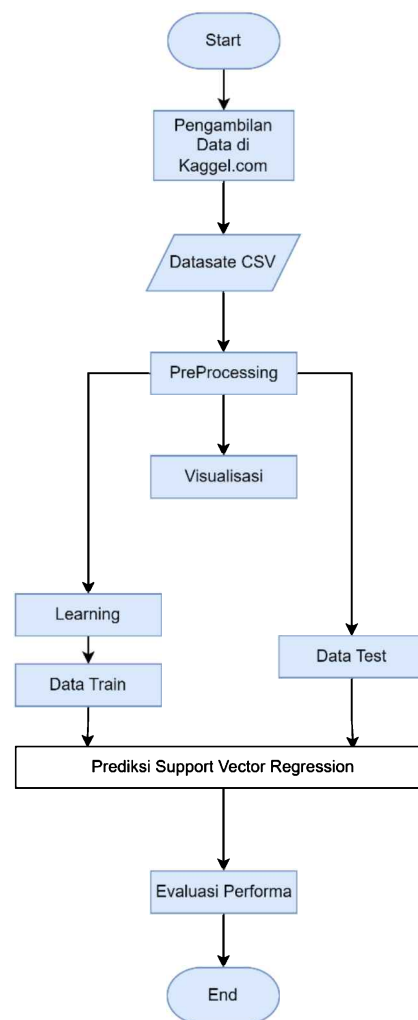 Start
Pengambilan
Data di
Kaggel.com
Datasate CSV
PreProcessing
Visualisasi
Learning
Data Train
Data Test
Prediksi Support Vector Regression
Evaluasi Performa
End